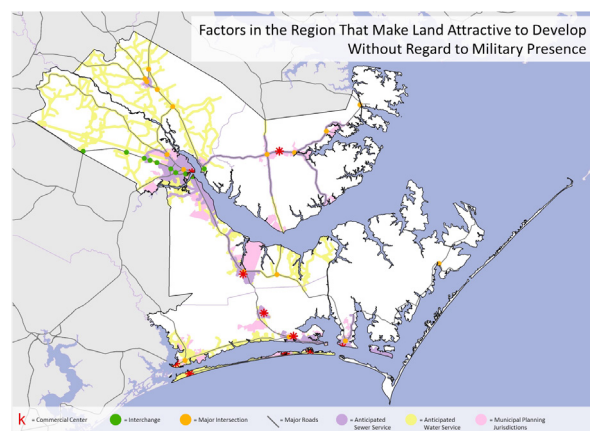 Factors in the Region That Make Land Attractive to Develop
Without Regard to Military Presence
k = Commercial Center
= Interchange
= Major Intersection
= Major Roads
= Anticipated
Sewer Service
= Anticipated
Water Service
= Municipal Planning
Jurisdictions